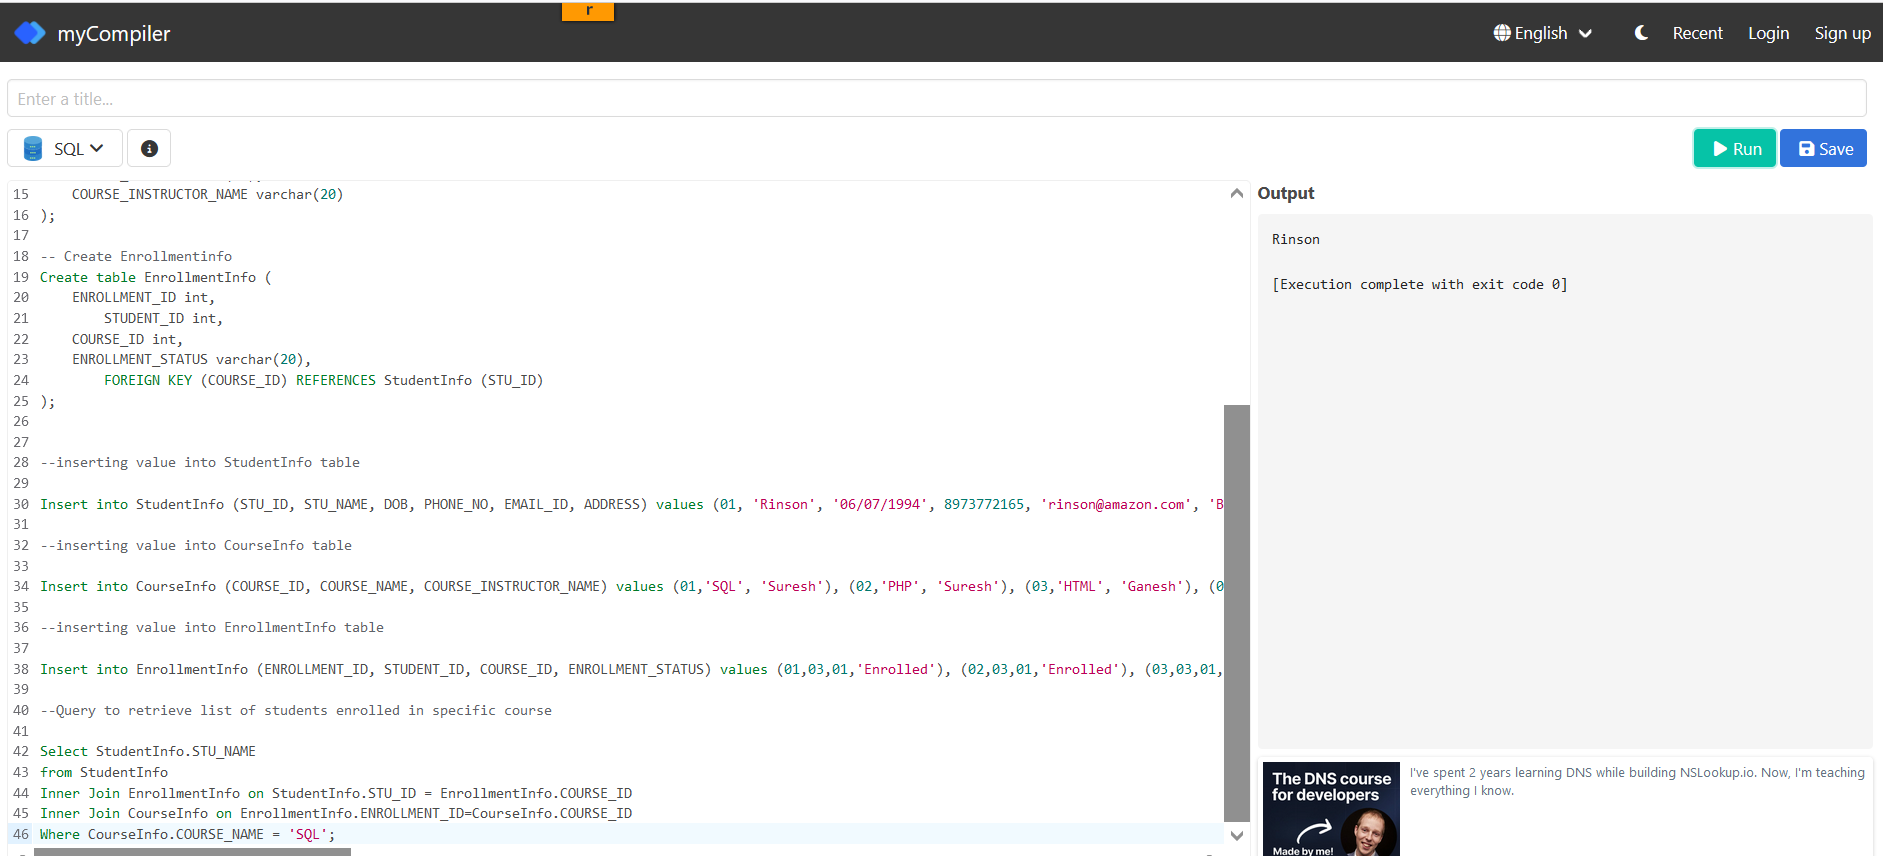 r
myCompiler
English
Recent
Login
Sign up
Enter a title...
SQL
Run
Save
15 COURSE_INSTRUCTOR_NAME varchar(20)
16 );
17
18 -- Create Enrollmentinfo
19 Create table EnrollmentInfo (
20 ENROLLMENT_ID int,
21 STUDENT_ID int,
22 COURSE_ID int,
23 ENROLLMENT_STATUS varchar(20),
24 FOREIGN KEY (COURSE_ID) REFERENCES StudentInfo (STU_ID)
25 );
26
27
28 --inserting value into StudentInfo table
29
30 Insert into StudentInfo (STU_ID, STU_NAME, DOB, PHONE_NO, EMAIL_ID, ADDRESS) values (01, 'Rinson', '06/07/1994', 8973772165, 'rinson@amazon.com', 'B
31
32 --inserting value into CourseInfo table
33
34 Insert into CourseInfo (COURSE_ID, COURSE_NAME, COURSE_INSTRUCTOR_NAME) values (01,'SQL', 'Suresh'), (02,'PHP', 'Suresh'), (03,'HTML', 'Ganesh'), (0
35
36 --inserting value into EnrollmentInfo table
37
38 Insert into EnrollmentInfo (ENROLLMENT_ID, STUDENT_ID, COURSE_ID, ENROLLMENT_STATUS) values (01,03,01,'Enrolled'), (02,03,01,'Enrolled'), (03,03,01,
39
40 --Query to retrieve list of students enrolled in specific course
41
42 Select StudentInfo.STU_NAME
43 from StudentInfo
44 Inner Join EnrollmentInfo on StudentInfo.STU_ID = EnrollmentInfo.COURSE_ID
45 Inner Join CourseInfo on EnrollmentInfo.ENROLLMENT_ID=CourseInfo.COURSE_ID
46 Where CourseInfo.COURSE_NAME = 'SQL';
Output
Rinson
[Execution complete with exit code 0]
The DNS course
for developers
Made by me!
I've spent 2 years learning DNS while building NSLookup.io. Now, I'm teaching
everything I know.